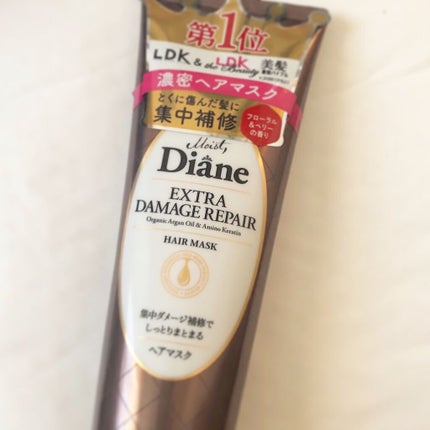 第1位
LDK & the Beauty LDK 美髪
濃密ヘアマスク
とくに傷んだ髪に
集中補修
フローラル
&ベリー
の香り
Moist,
Diane
EXTRA
DAMAGE REPAIR
Organic Argan Oil & Amino Keratin
HAIR MASK
集中ダメージ補修で
しっとりまとまる
ヘアマスク